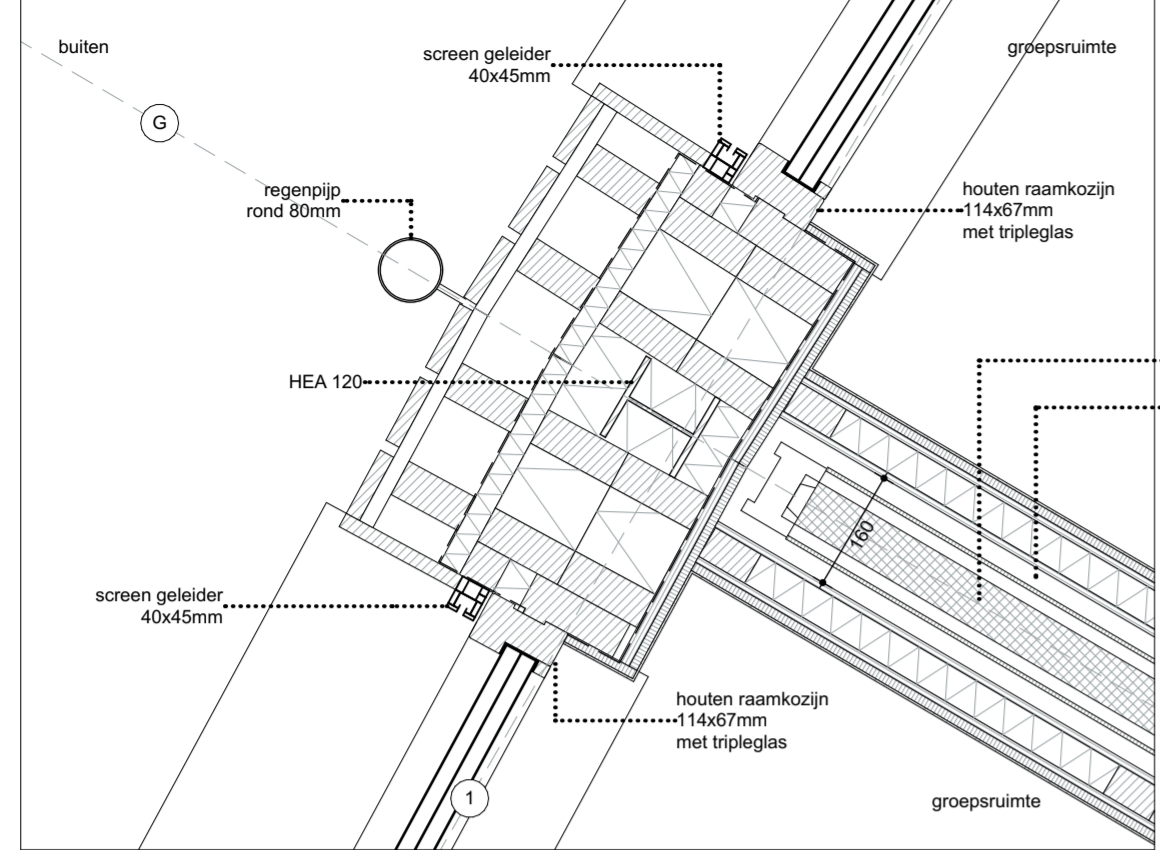 buiten
screen geleider
40x45mm
groepsruimte
G
regenpijp
rond 80mm
houten raamkozijn
114x67mm
met tripleglas
HEA 120
160
screen geleider
40x45mm
houten raamkozijn
114x67mm
met tripleglas
1
groepsruimte